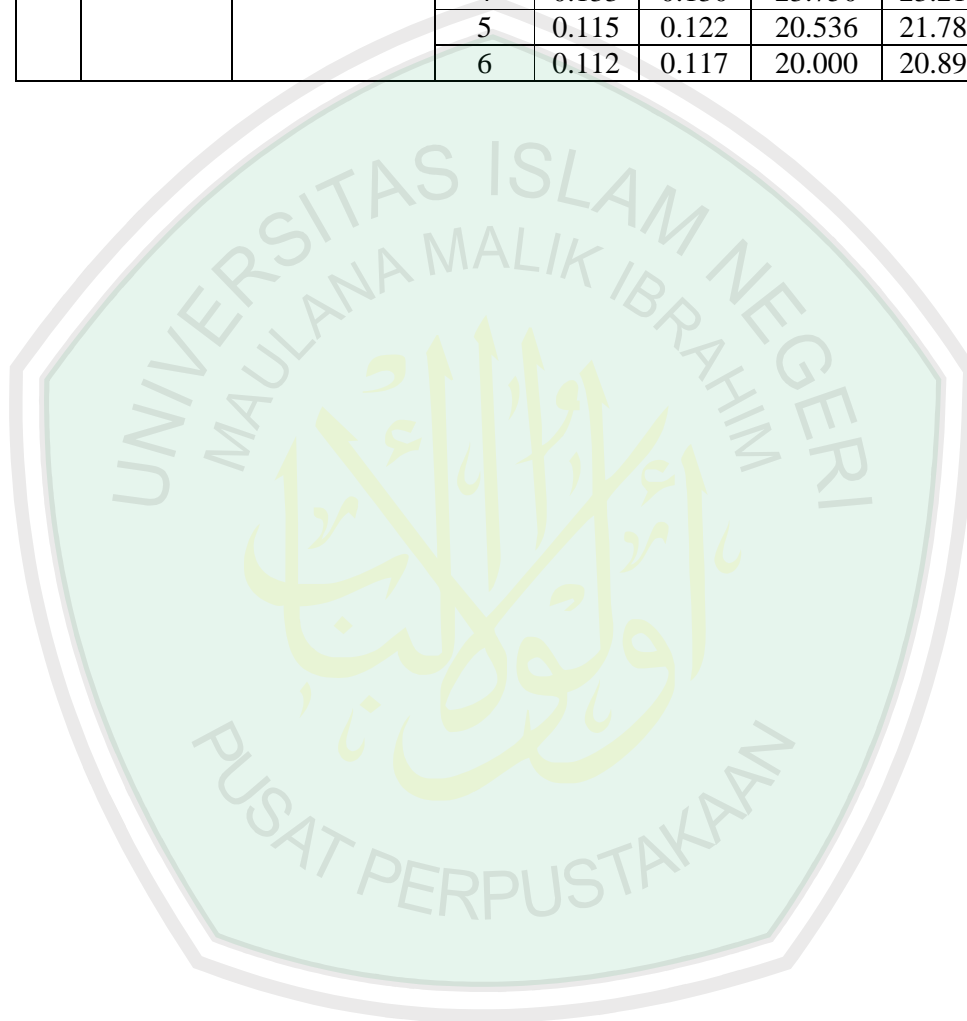 5 0.115 0.122 20.536 21.78
6 0.112 0.117 20.000 20.89
UNIVERSITAS ISLAM NEGERI
MAULANA MALIK IBRAHIM
PUSAT PERPUSTAKAAN